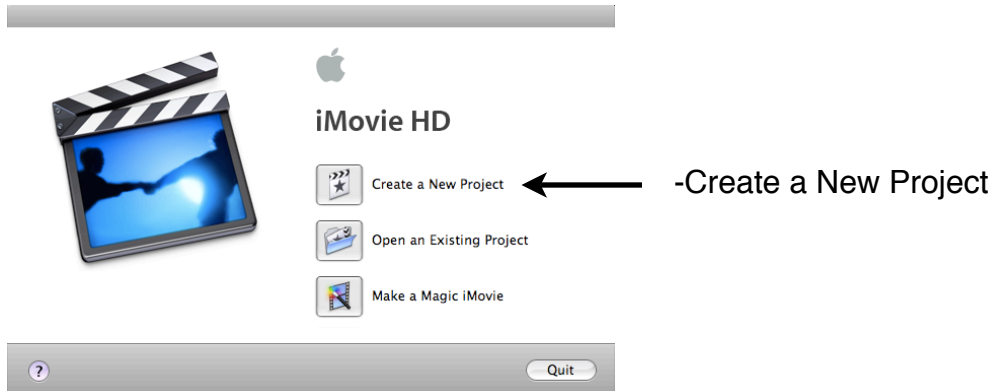 iMovie HD
Create a New Project
-Create a New Project
Open an Existing Project
Make a Magic iMovie
?
Quit